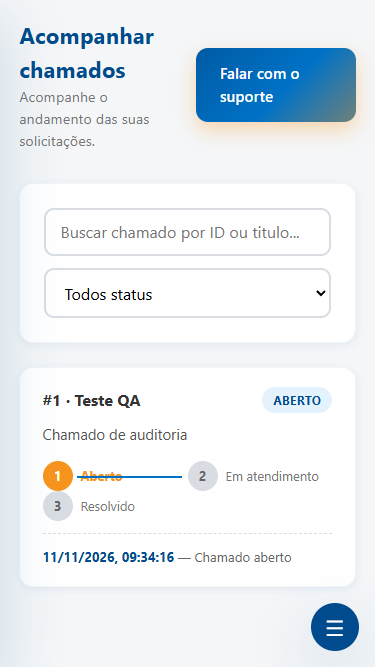 Acompanhar
chamados
Acompanhe o
andamento das suas
solicitações.
Falar com o
suporte
Buscar chamado por ID ou titulo...
Todos status
#1 · Teste QA
ABERTO
Chamado de auditoria
1 Aberto 2 Em atendimento
3 Resolvido
11/11/2026, 09:34:16 — Chamado aberto